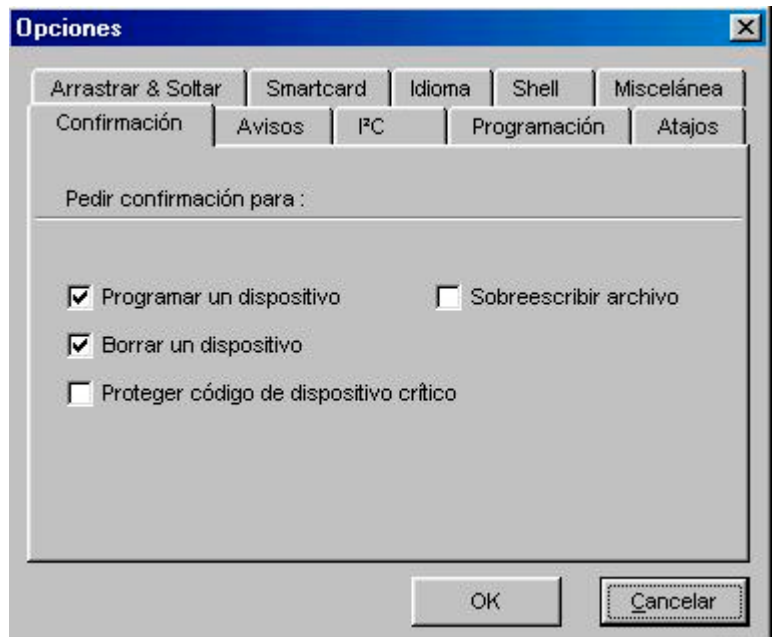 Opciones
Arrastrar & Soltar Smartcard Idioma Shell Miscelánea
Confirmación Avisos I²C Programación Atajos
Pedir confirmación para :
Programar un dispositivo Sobreescribir archivo
Borrar un dispositivo
Proteger código de dispositivo crítico
OK Cancelar